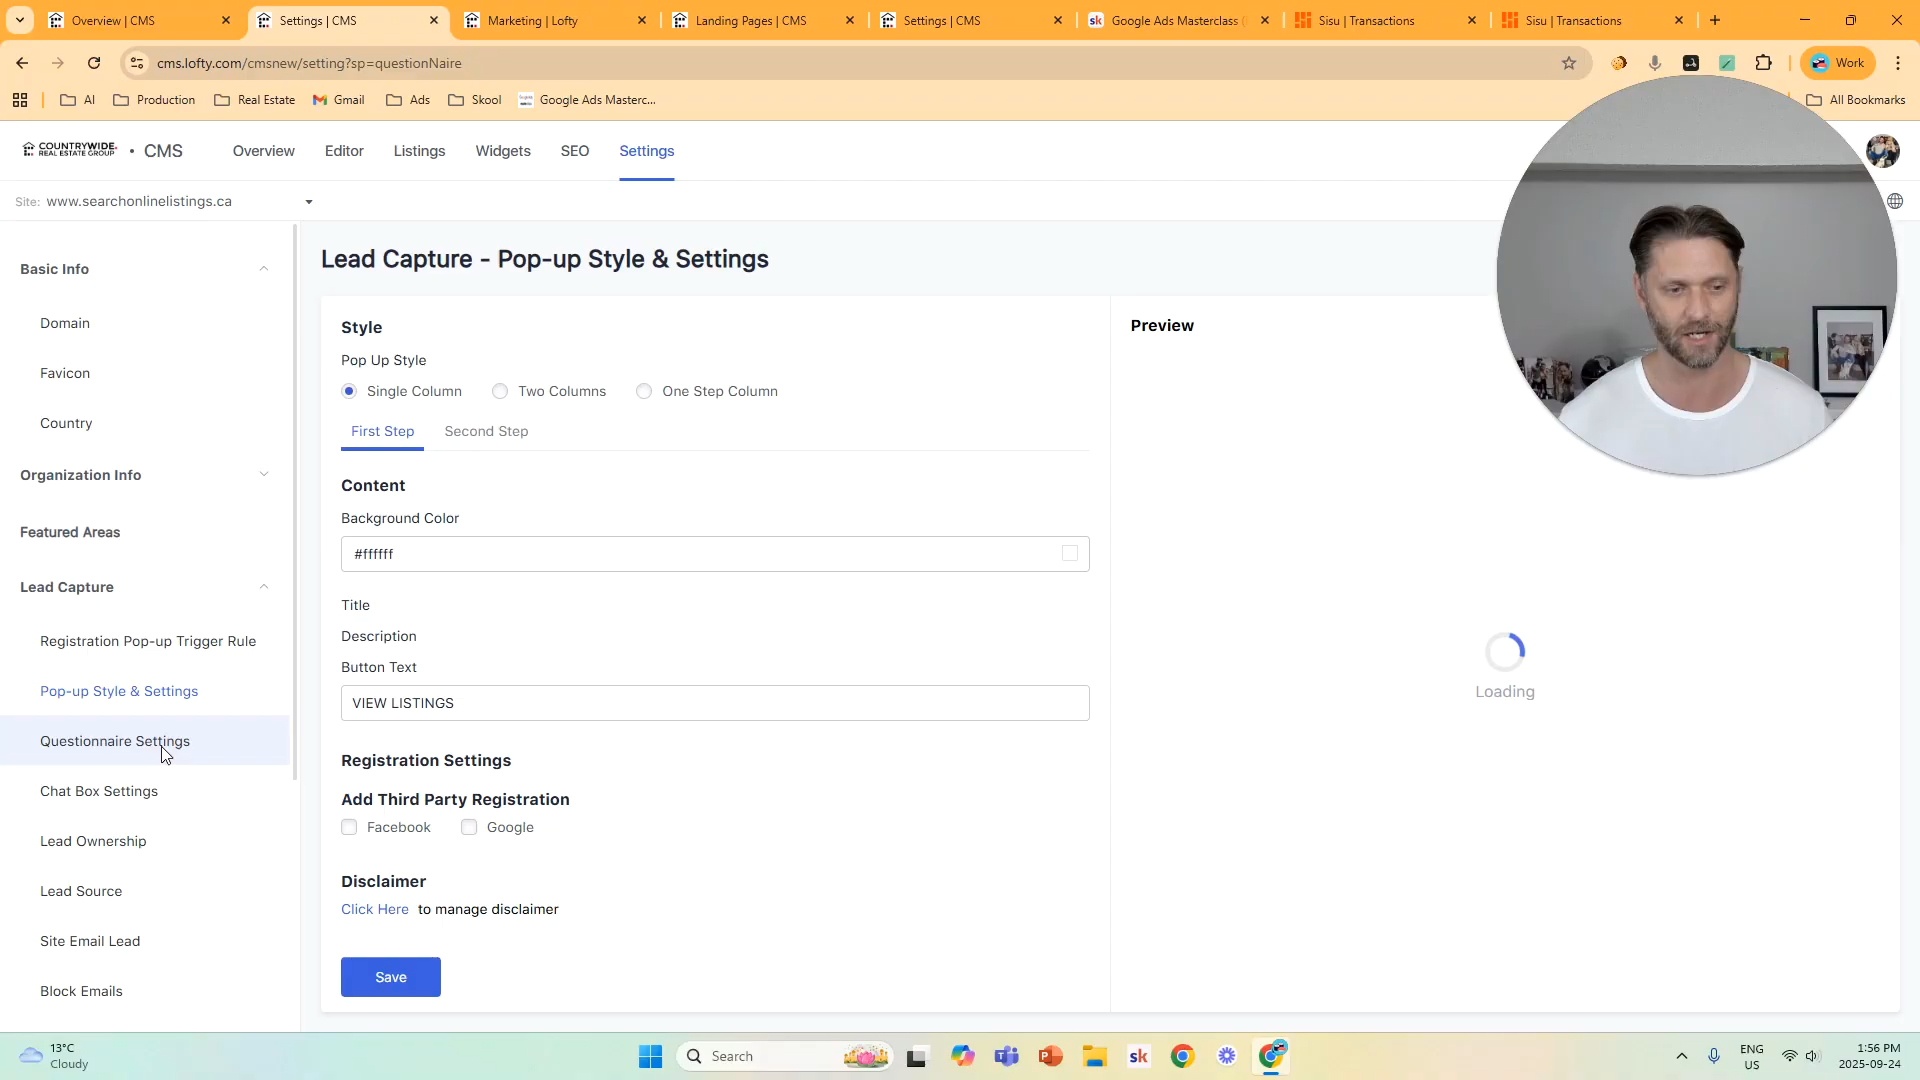 Overview | CMS
Settings | CMS
Marketing | Lofty
Landing Pages | CMS
Settings | CMS
Google Ads Masterclass
Sisu | Transactions
Sisu | Transactions
cms.lofty.com/cmsnew/setting?sp=questionNaire
Work
AI
Production
Real Estate
Gmail
Ads
Skool
Google Ads Masterc...
All Bookmarks
COUNTRYWIDE
REAL ESTATE GROUP
• CMS
Overview
Editor
Listings
Widgets
SEO
Settings
Site: www.searchonlinelistings.ca
Basic Info
Domain
Favicon
Country
Organization Info
Featured Areas
Lead Capture
Registration Pop-up Trigger Rule
Pop-up Style & Settings
Questionnaire Settings
Chat Box Settings
Lead Ownership
Lead Source
Site Email Lead
Block Emails
Lead Capture - Pop-up Style & Settings
Style
Pop Up Style
Single Column
Two Columns
One Step Column
First Step
Second Step
Content
Background Color
#ffffff
Title
Description
Button Text
VIEW LISTINGS
Registration Settings
Add Third Party Registration
Facebook
Google
Disclaimer
Click Here to manage disclaimer
Save
Preview
Loading
13°C
Cloudy
Search
sk
ENG
US
1:56 PM
2025-09-24